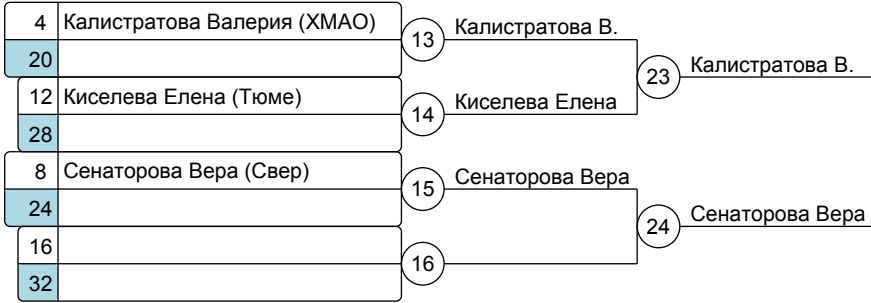 4 Калистратова Валерия (ХМАО)
20
13 Калистратова В.
23 Калистратова В.
12 Киселева Елена (Тюме)
28
14 Киселева Елена
8 Сенаторова Вера (Свер)
24
15 Сенаторова Вера
24 Сенаторова Вера
16
32
16